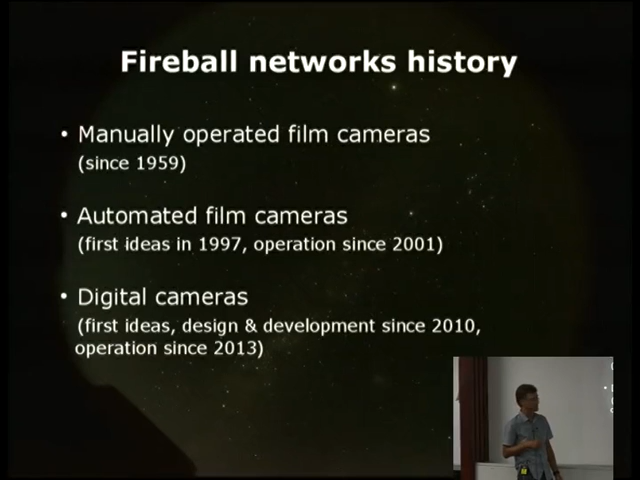 Fireball networks history
• Manually operated film cameras
(since 1959)
• Automated film cameras
(first ideas in 1997, operation since 2001)
• Digital cameras
(first ideas, design & development since 2010,
operation since 2013)